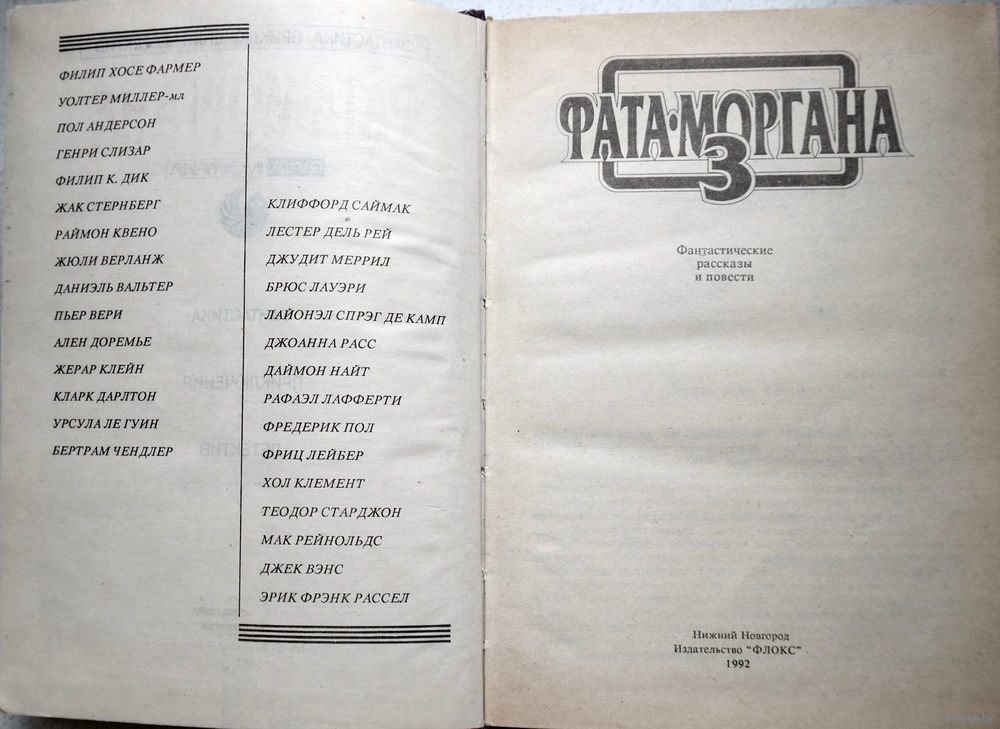 ФИЛИП ХОСЕ ФАРМЕР
УОЛТЕР МИЛЛЕР-мл
ПОЛ АНДЕРСОН
ГЕНРИ СЛИЗАР
ФИЛИП К. ДИК
ЖАК СТЕРНБЕРГ
РАЙМОН КВЕНО
ЖЮЛИ ВЕРЛАНЖ
ДАНИЭЛЬ ВАЛЬТЕР
ПЬЕР ВЕРИ
АЛЕН ДОРЕМЬЕ
ЖЕРАР КЛЕЙН
КЛАРК ДАРЛТОН
УРСУЛА ЛЕ ГУИН
БЕРТРАМ ЧЕНДЛЕР
КЛИФФОРД САЙМАК
ЛЕСТЕР ДЕЛЬ РЕЙ
ДЖУДИТ МЕРРИЛ
БРЮС ЛАУЭРИ
ЛАЙОНЭЛ СПРЭГ ДЕ КАМП
ДЖОАННА РАСС
ДАЙМОН НАЙТ
РАФАЭЛ ЛАФФЕРТИ
ФРЕДЕРИК ПОЛ
ФРИЦ ЛЕЙБЕР
ХОЛ КЛЕМЕНТ
ТЕОДОР СТАРДЖОН
МАК РЕЙНОЛЬДС
ДЖЕК ВЭНС
ЭРИК ФРЭНК РАССЕЛ
ФАТА·МОРГАНА
3
Фантастические
рассказы
и повести
Нижний Новгород
Издательство "ФЛОКС"
1992